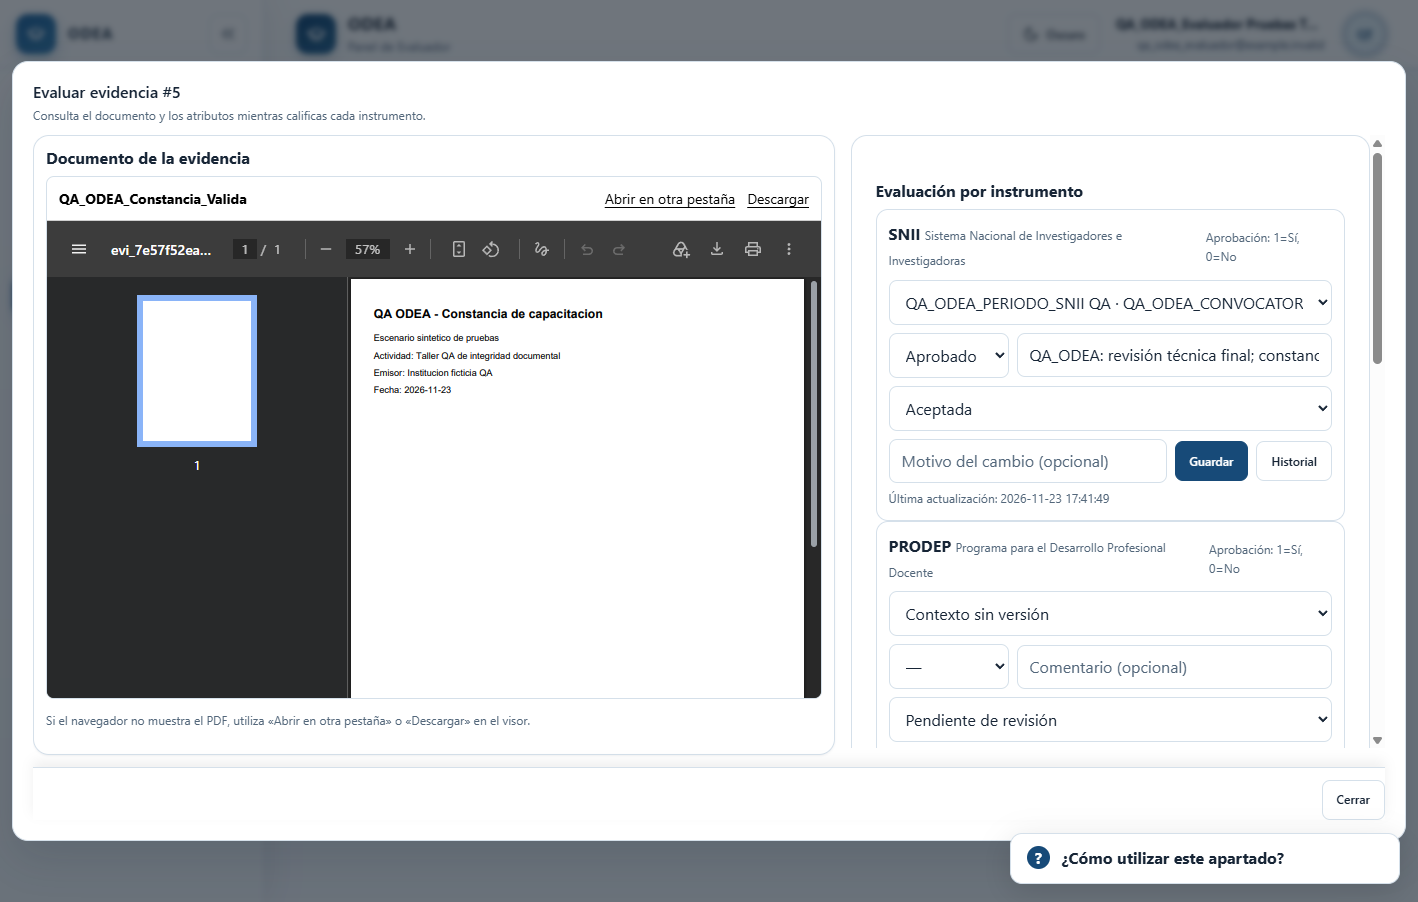 ODEA
ODEA
Panel de Evaluador
Evaluar evidencia #5
Consulta el documento y los atributos mientras calificas cada instrumento.
Documento de la evidencia
QA_ODEA_Constancia_Valida
Abrir en otra pestaña
Descargar
evi_7e57f52ea...
1 / 1
57%
QA ODEA - Constancia de capacitacion
Escenario sintetico de pruebas
Actividad: Taller QA de integridad documental
Emisor: Institucion ficticia QA
Fecha: 2026-11-23
1
Si el navegador no muestra el PDF, utiliza «Abrir en otra pestaña» o «Descargar» en el visor.
Evaluación por instrumento
SNII Sistema Nacional de Investigadores e
Investigadoras
Aprobación: 1=Sí,
0=No
QA_ODEA_PERIODO_SNII QA · QA_ODEA_CONVOCATOR
Aprobado
QA_ODEA: revisión técnica final; constanc
Aceptada
Motivo del cambio (opcional)
Guardar
Historial
Última actualización: 2026-11-23 17:41:49
PRODEP Programa para el Desarrollo Profesional
Docente
Aprobación: 1=Sí,
0=No
Contexto sin versión
—
Comentario (opcional)
Pendiente de revisión
Cerrar
? ¿Cómo utilizar este apartado?